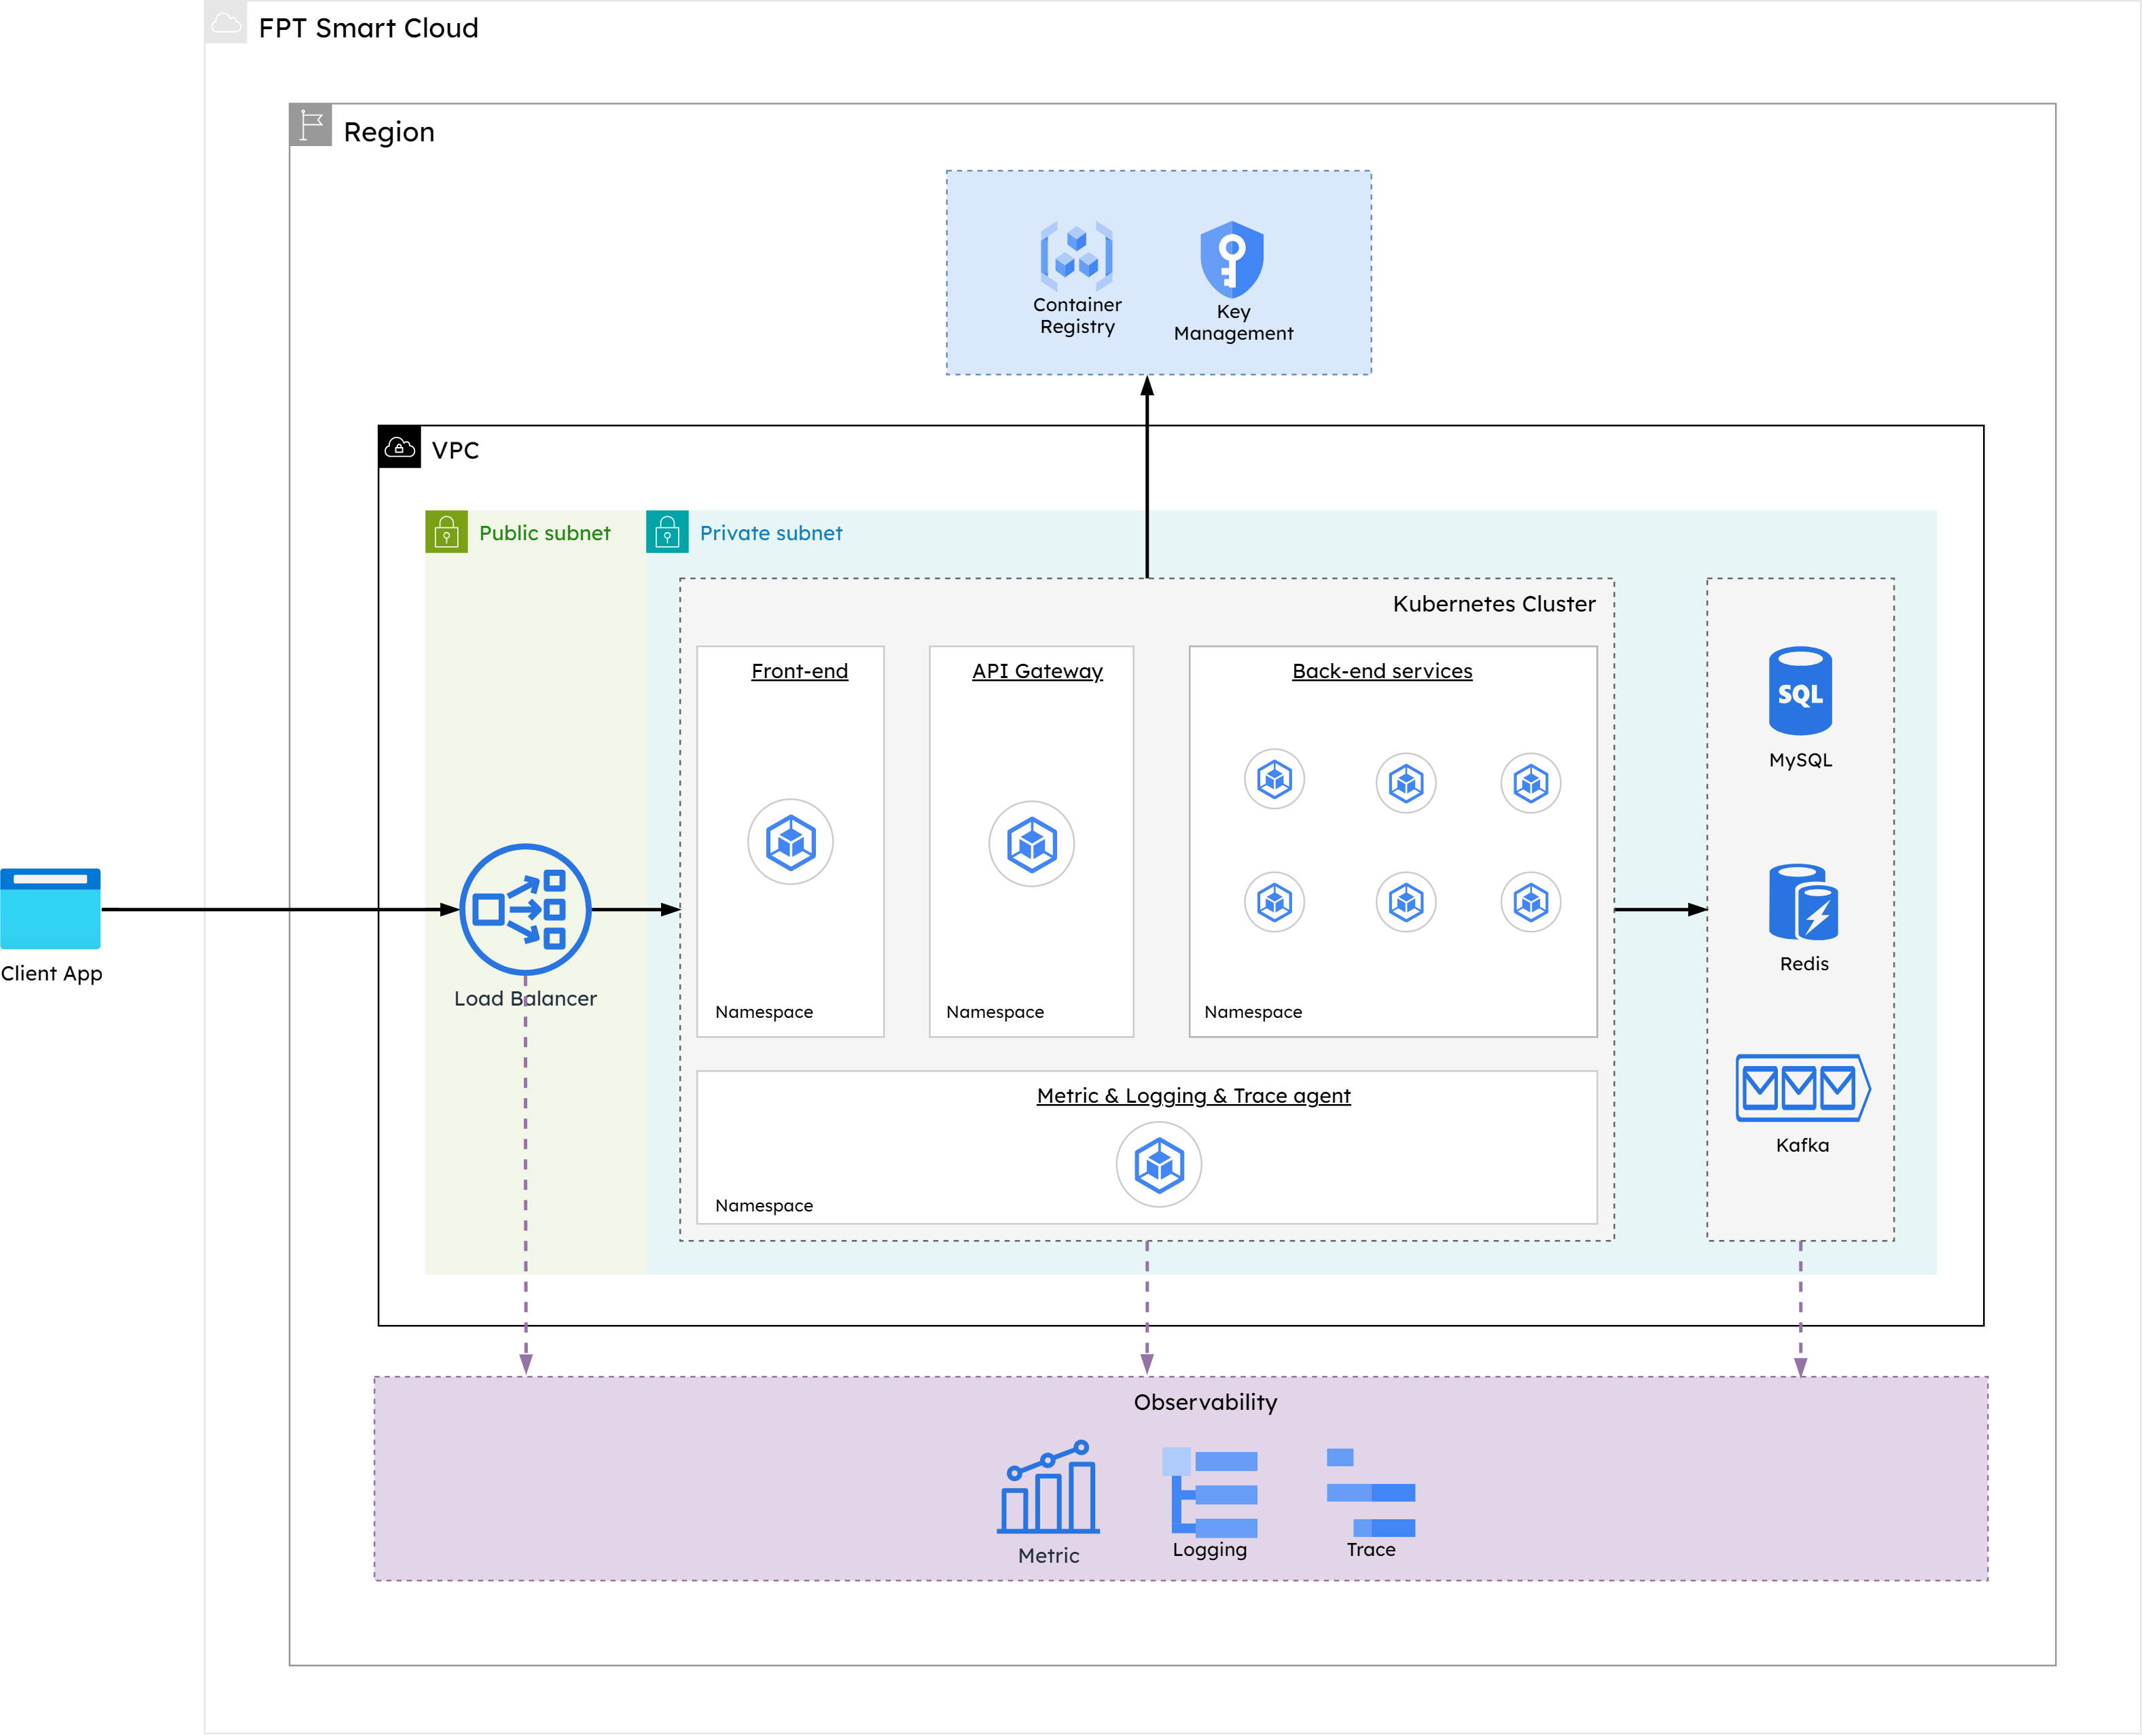 FPT Smart Cloud
Region
Container
Registry
Key
Management
VPC
Public subnet
Private subnet
Kubernetes Cluster
Front-end
API Gateway
Back-end services
SQL
MySQL
Redis
Client App
Load Balancer
Namespace
Namespace
Namespace
Metric & Logging & Trace agent
Kafka
Namespace
Observability
Metric
Logging
Trace